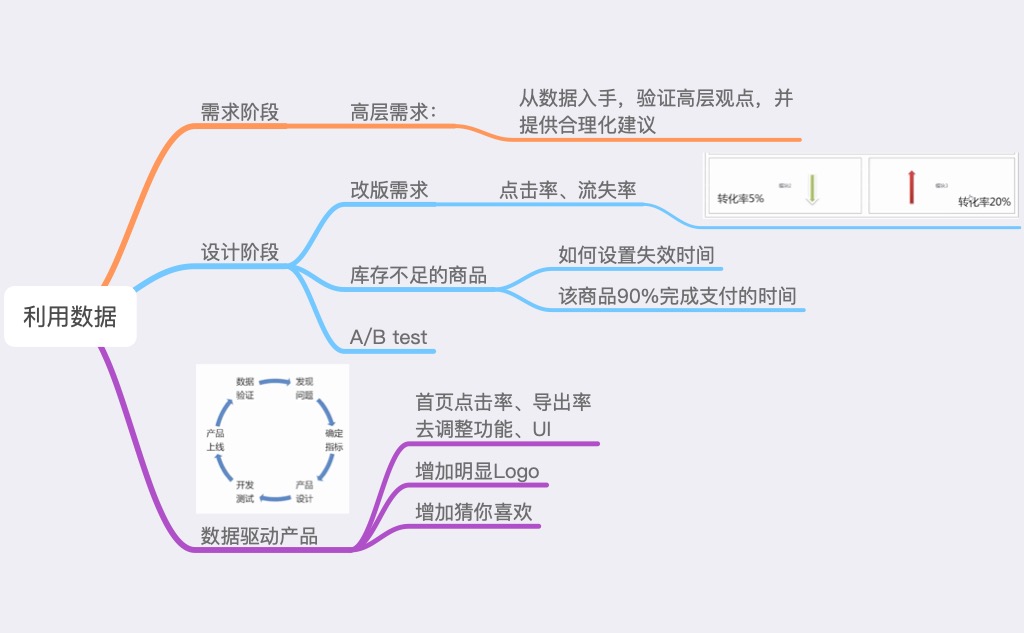 需求阶段
高层需求：
从数据入手，验证高层观点，并
提供合理化建议
改版需求
点击率、流失率
转化率5%
转化率20%
设计阶段
库存不足的商品
如何设置失效时间
该商品90%完成支付的时间
A/B test
利用数据
数据
验证
发现
问题
确定
指标
产品
设计
开发
测试
产品
上线
数据驱动产品
首页点击率、导出率
去调整功能、UI
增加明显Logo
增加猜你喜欢